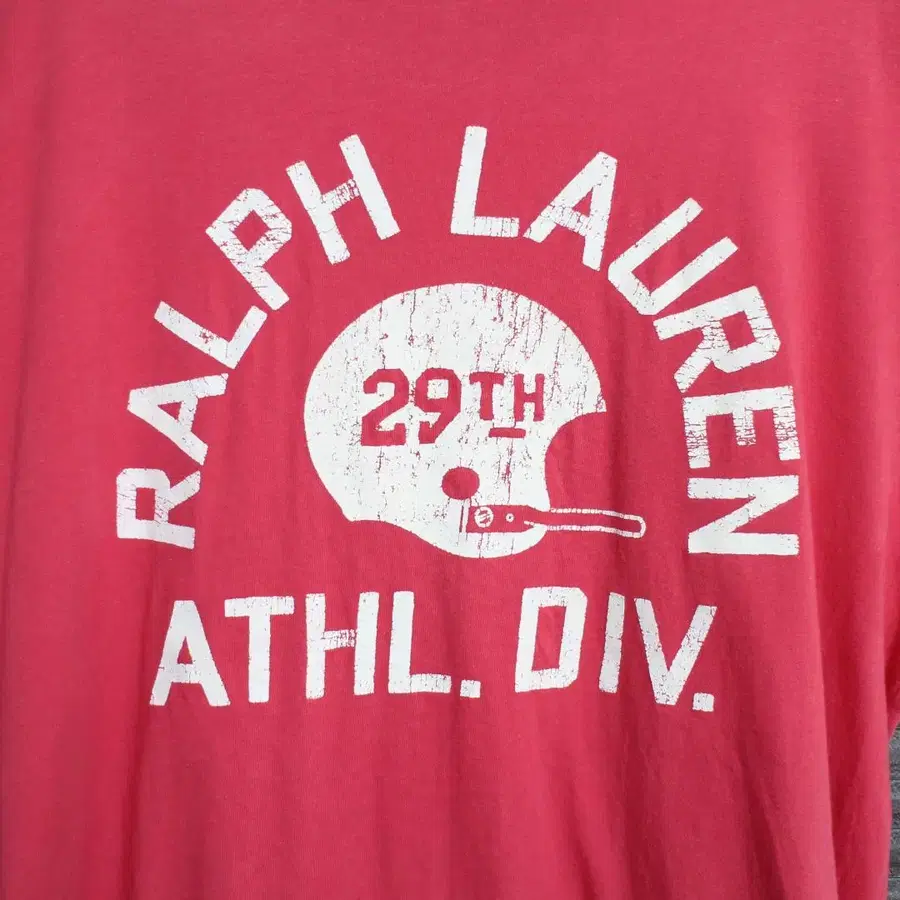 RALPH LAUREN
29TH
ATHL. DIV.